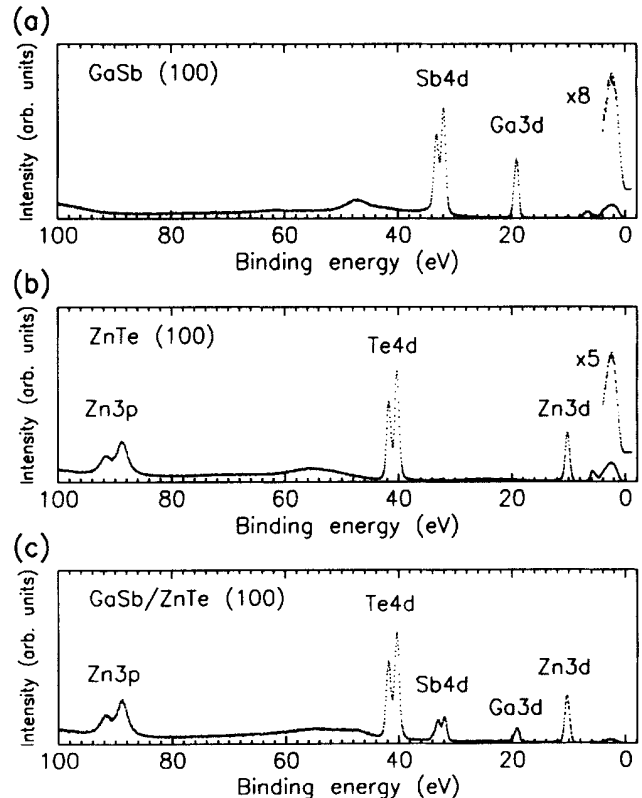 (a)
Intensity (arb. units)
GaSb (100)
Sb4d
Ga3d
x8
100 80 60 40 20 0
Binding energy (eV)
(b)
Intensity (arb. units)
ZnTe (100)
Zn3p
Te4d
Zn3d
x5
100 80 60 40 20 0
Binding energy (eV)
(c)
Intensity (arb. units)
GaSb/ZnTe (100)
Zn3p
Te4d
Sb4d
Ga3d
Zn3d
100 80 60 40 20 0
Binding energy (eV)